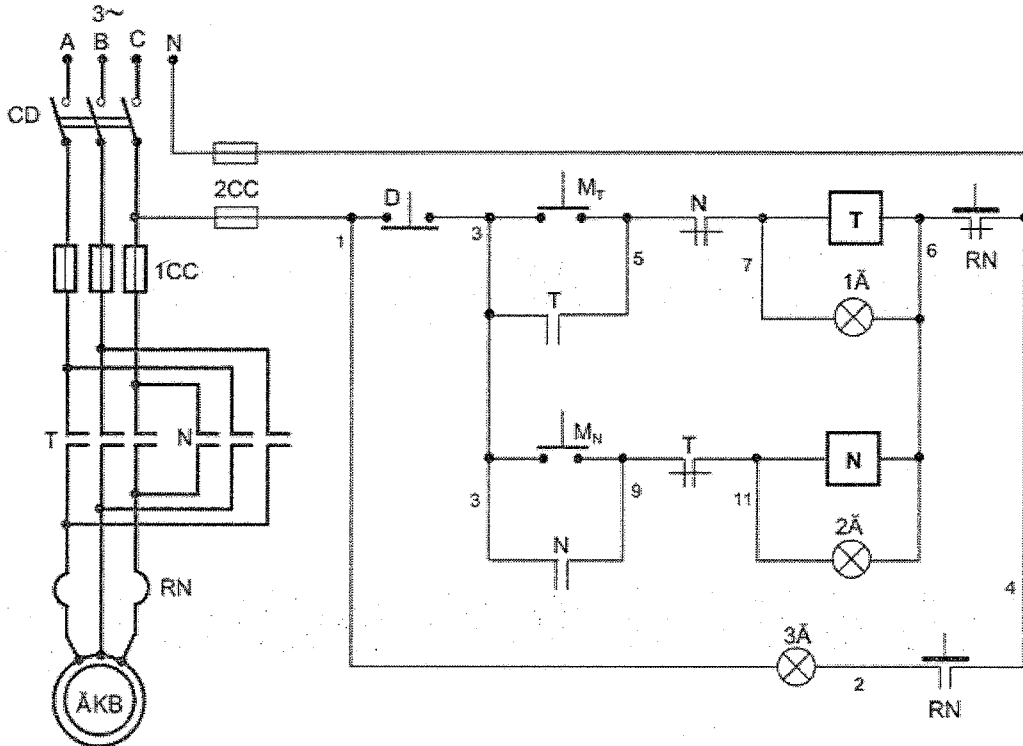 3~
A B C N
CD
2CC
D M_T N T
1 3 5 7 6 RN
1CC
T 1Ă
T N
M_N T N
3 9 11
N 2Ă
RN 4
3Ă
2 RN
ĂKB